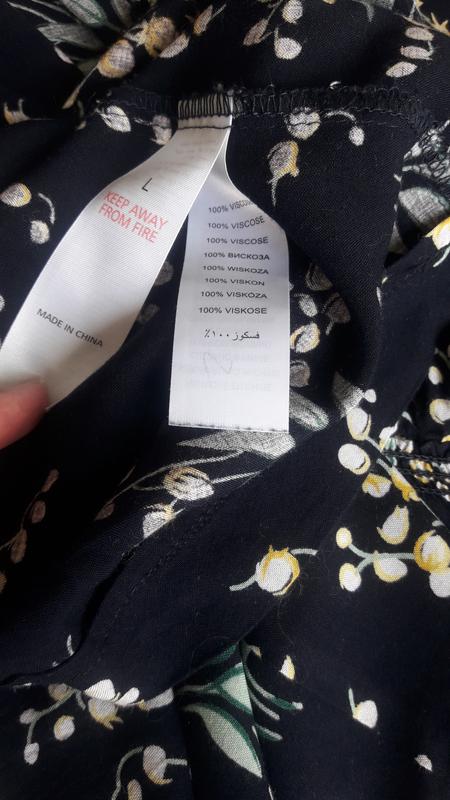 L
KEEP AWAY
FROM FIRE
MADE IN CHINA
100% VISCOSE
100% VISCOSE
100% VISCOSE
100% ВИСКОЗА
100% WISKOZA
100% VISKON
100% VISKÓZA
100% VISKOSE
فسكوز ١٠٠٪